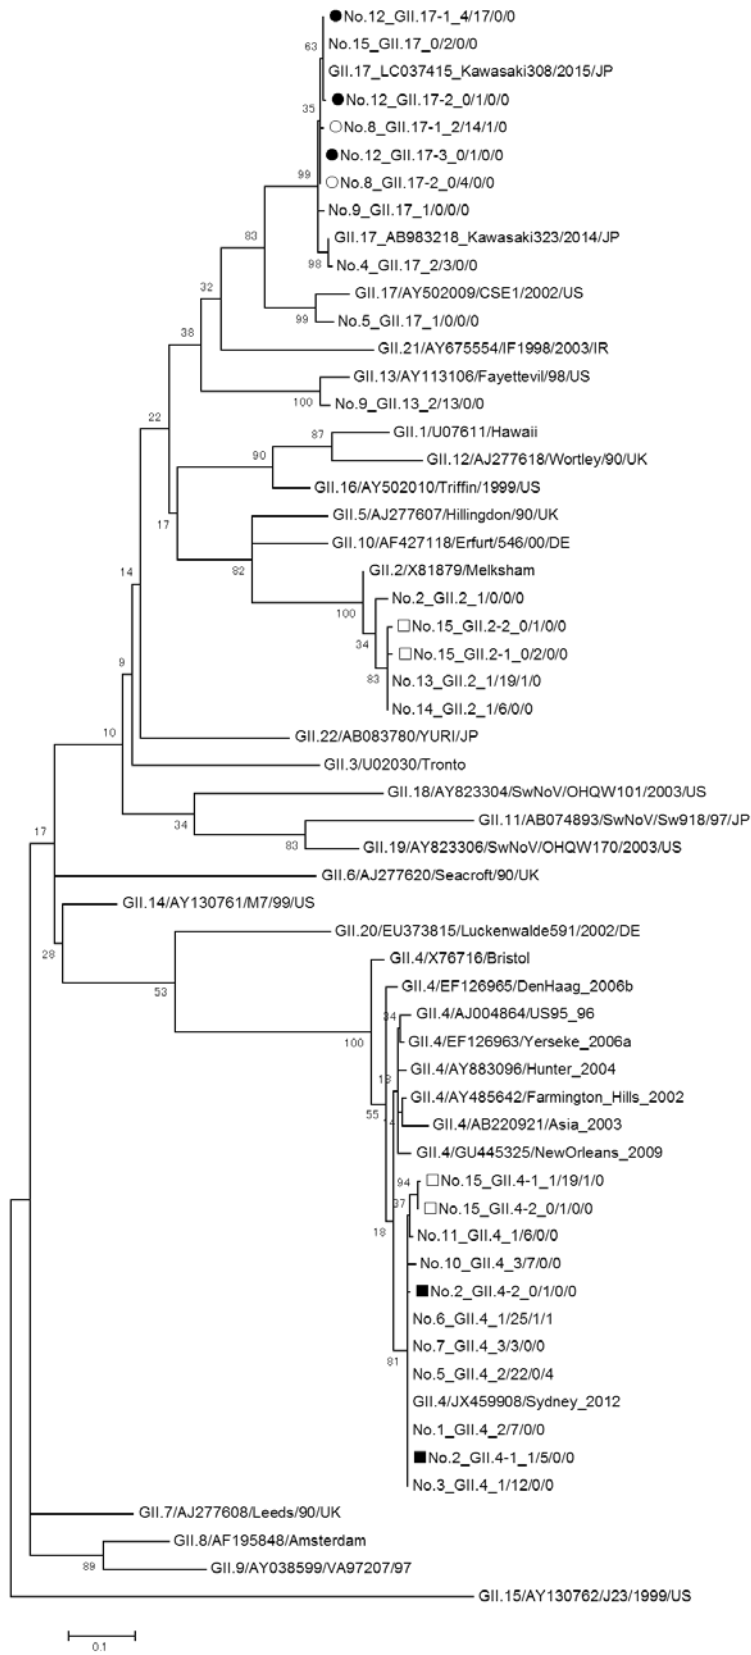 ●No.12_GII.17-1_4/17/0/0
63
No.15_GII.17_0/2/0/0
GII.17_LC037415_Kawasaki308/2015/JP
●No.12_GII.17-2_0/1/0/0
35
○No.8_GII.17-1_2/14/1/0
●No.12_GII.17-3_0/1/0/0
99
○No.8_GII.17-2_0/4/0/0
No.9_GII.17_1/0/0/0
83
GII.17_AB983218_Kawasaki323/2014/JP
98
No.4_GII.17_2/3/0/0
32
GII.17/AY502009/CSE1/2002/US
99
No.5_GII.17_1/0/0/0
38
GII.21/AY675554/IF1998/2003/IR
GII.13/AY113106/Fayettevil/98/US
100
No.9_GII.13_2/13/0/0
22
87
GII.1/U07611/Hawaii
90
GII.12/AJ277618/Wortley/90/UK
GII.16/AY502010/Triffin/1999/US
17
GII.5/AJ277607/Hillingdon/90/UK
GII.10/AF427118/Erfurt/546/00/DE
82
GII.2/X81879/Melksham
14
No.2_GII.2_1/0/0/0
100
□No.15_GII.2-2_0/1/0/0
34
□No.15_GII.2-1_0/2/0/0
9
83
No.13_GII.2_1/19/1/0
No.14_GII.2_1/6/0/0
10
GII.22/AB083780/YURI/JP
GII.3/U02030/Tronto
GII.18/AY823304/SwNoV/OHQW101/2003/US
34
GII.11/AB074893/SwNoV/Sw918/97/JP
17
83
GII.19/AY823306/SwNoV/OHQW170/2003/US
GII.6/AJ277620/Seacroft/90/UK
GII.14/AY130761/M7/99/US
28
GII.20/EU373815/Luckenwalde591/2002/DE
53
GII.4/X76716/Bristol
GII.4/EF126965/DenHaag_2006b
34
GII.4/AJ004864/US95_96
100
GII.4/EF126963/Yerseke_2006a
GII.4/AY883096/Hunter_2004
GII.4/AY485642/Farmington_Hills_2002
55
GII.4/AB220921/Asia_2003
GII.4/GU445325/NewOrleans_2009
94
□No.15_GII.4-1_1/19/1/0
37
□No.15_GII.4-2_0/1/0/0
18
No.11_GII.4_1/6/0/0
No.10_GII.4_3/7/0/0
■No.2_GII.4-2_0/1/0/0
No.6_GII.4_1/25/1/1
No.7_GII.4_3/3/0/0
81
No.5_GII.4_2/22/0/4
GII.4/JX459908/Sydney_2012
No.1_GII.4_2/7/0/0
■No.2_GII.4-1_1/5/0/0
No.3_GII.4_1/12/0/0
GII.7/AJ277608/Leeds/90/UK
GII.8/AF195848/Amsterdam
89
GII.9/AY038599/VA97207/97
GII.15/AY130762/J23/1999/US
0.1